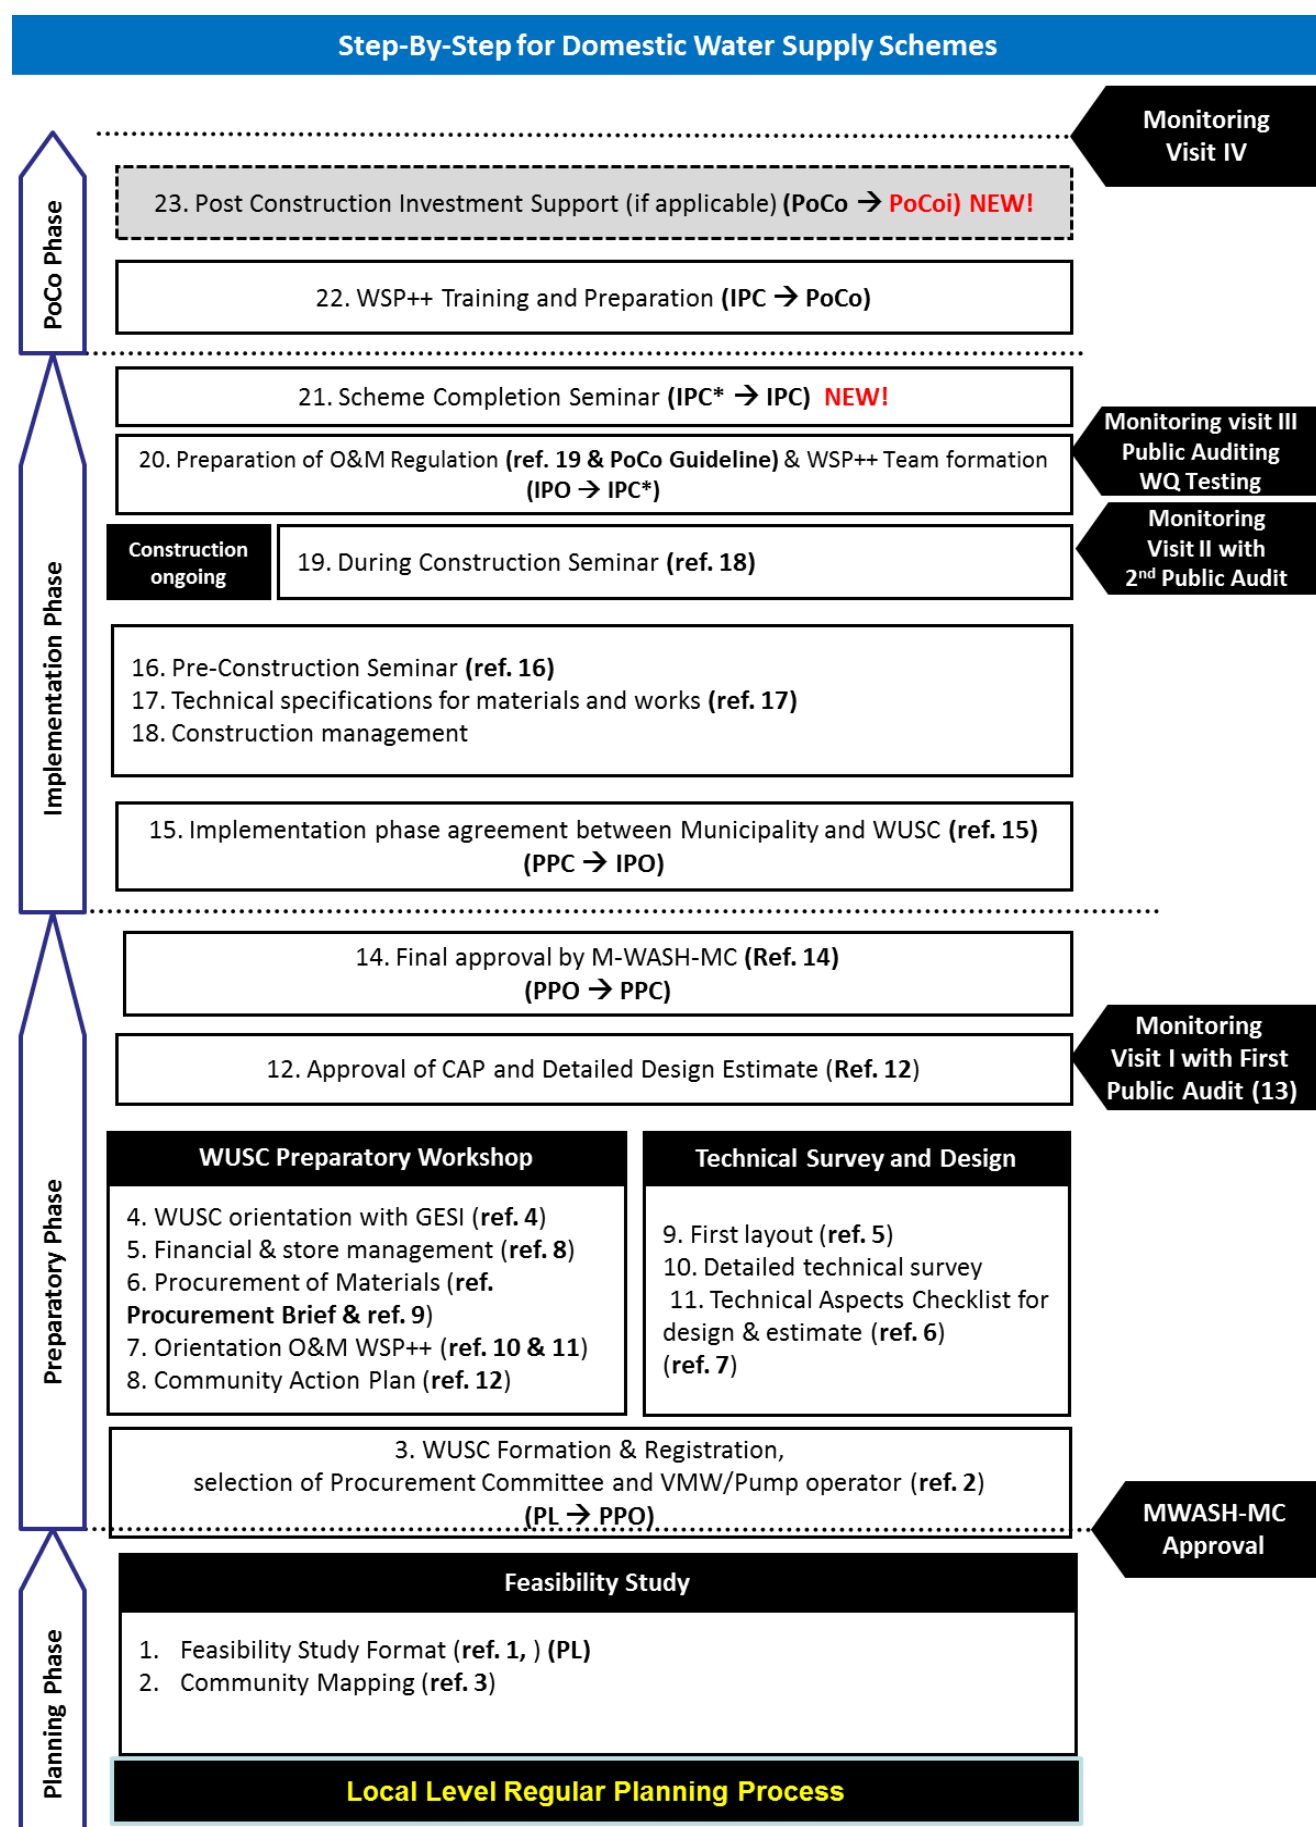 Step-By-Step for Domestic Water Supply Schemes
Monitoring
Visit IV
PoCo Phase
23. Post Construction Investment Support (if applicable) (PoCo → PoCoi) NEW!
22. WSP++ Training and Preparation (IPC → PoCo)
Implementation Phase
21. Scheme Completion Seminar (IPC* → IPC) NEW!
20. Preparation of O&M Regulation (ref. 19 & PoCo Guideline) & WSP++ Team formation
(IPO → IPC*)
Monitoring visit III
Public Auditing
WQ Testing
Construction
ongoing
19. During Construction Seminar (ref. 18)
Monitoring
Visit II with
2nd Public Audit
16. Pre-Construction Seminar (ref. 16)
17. Technical specifications for materials and works (ref. 17)
18. Construction management
15. Implementation phase agreement between Municipality and WUSC (ref. 15)
(PPC → IPO)
Preparatory Phase
14. Final approval by M-WASH-MC (Ref. 14)
(PPO → PPC)
12. Approval of CAP and Detailed Design Estimate (Ref. 12)
Monitoring
Visit I with First
Public Audit (13)
WUSC Preparatory Workshop
4. WUSC orientation with GESI (ref. 4)
5. Financial & store management (ref. 8)
6. Procurement of Materials (ref.
Procurement Brief & ref. 9)
7. Orientation O&M WSP++ (ref. 10 & 11)
8. Community Action Plan (ref. 12)
Technical Survey and Design
9. First layout (ref. 5)
10. Detailed technical survey
11. Technical Aspects Checklist for
design & estimate (ref. 6)
(ref. 7)
3. WUSC Formation & Registration,
selection of Procurement Committee and VMW/Pump operator (ref. 2)
(PL → PPO)
MWASH-MC
Approval
Planning Phase
Feasibility Study
1. Feasibility Study Format (ref. 1, ) (PL)
2. Community Mapping (ref. 3)
Local Level Regular Planning Process